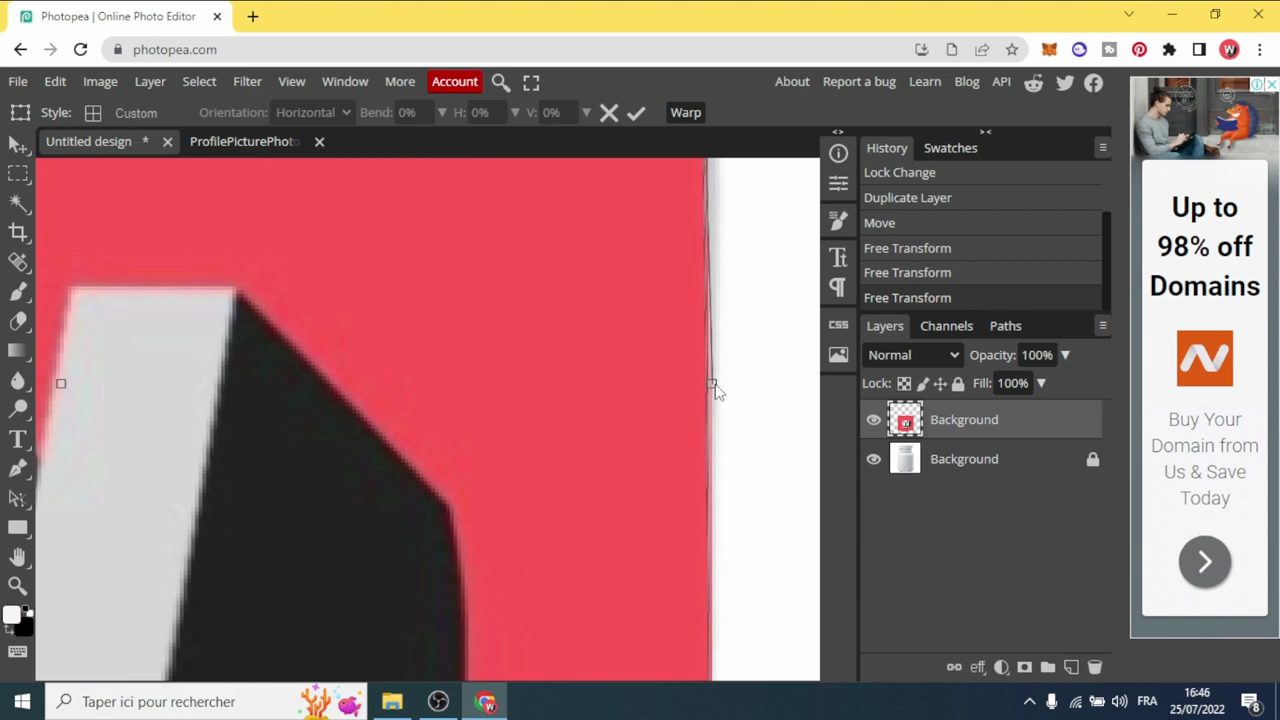 Photopea | Online Photo Editor
photopea.com
File Edit Image Layer Select Filter View Window More Account
About Report a bug Learn Blog API
Style: Custom Orientation: Horizontal Bend: 0% H: 0% V: 0% Warp
Untitled design *
ProfilePicturePhoto
History Swatches
Lock Change
Duplicate Layer
Move
Free Transform
Free Transform
Free Transform
CSS
Layers Channels Paths
Normal Opacity: 100%
Lock: Fill: 100%
Background
Background
eff
Up to
98% off
Domains
Buy Your
Domain from
Us & Save
Today
Taper ici pour rechercher
FRA
16:46
25/07/2022
8